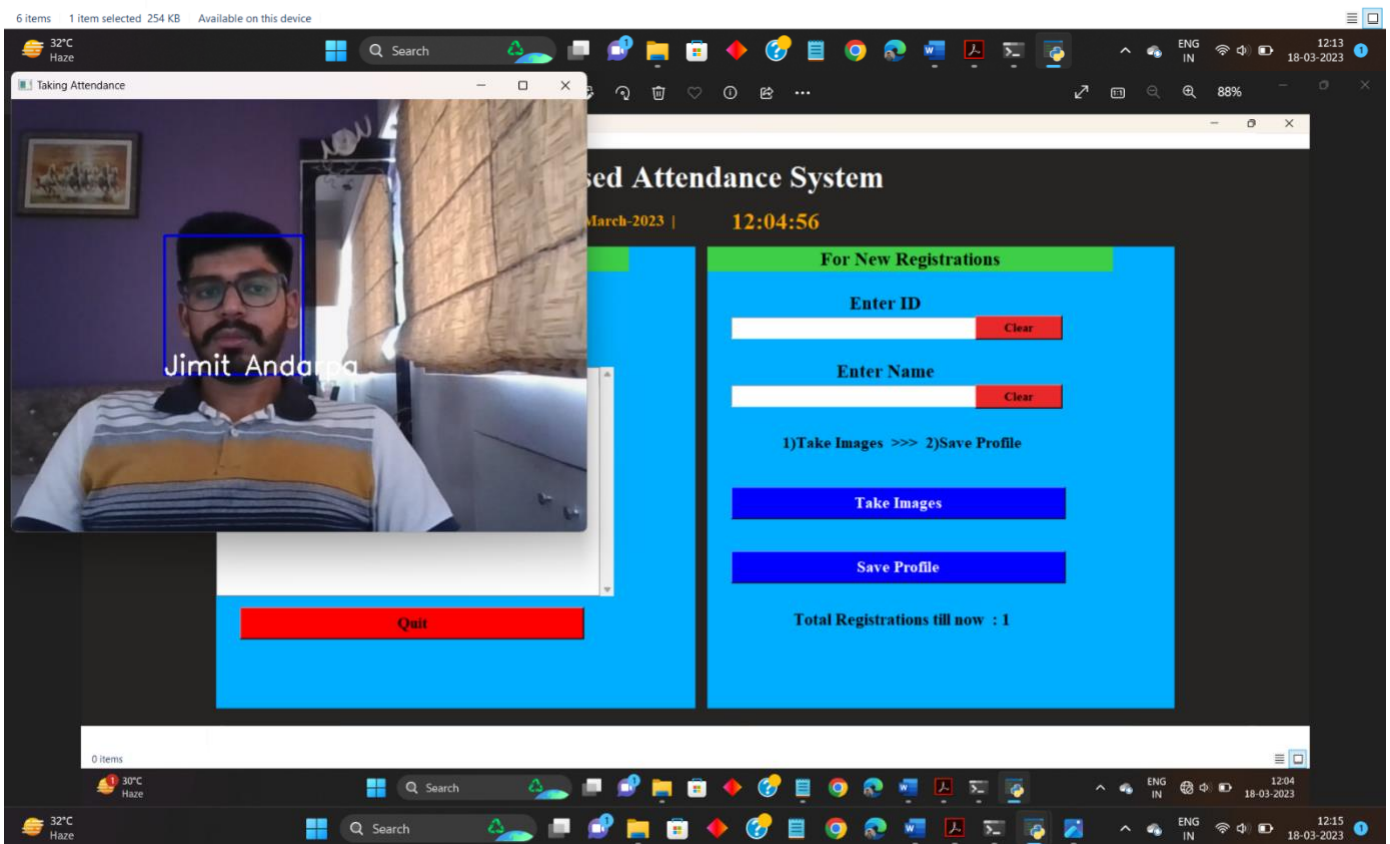 6 items 1 item selected 254 KB Available on this device
32°C
Haze
Search
ENG
IN
12:13
18-03-2023
1
Taking Attendance
88%
sed Attendance System
March-2023 |
12:04:56
For New Registrations
Enter ID
Clear
Jimit Andarpa
Enter Name
Clear
1)Take Images >>> 2)Save Profile
Take Images
Save Profile
Quit
Total Registrations till now : 1
0 items
1
30°C
Haze
Search
ENG
IN
12:04
18-03-2023
32°C
Haze
Search
ENG
IN
12:15
18-03-2023
1